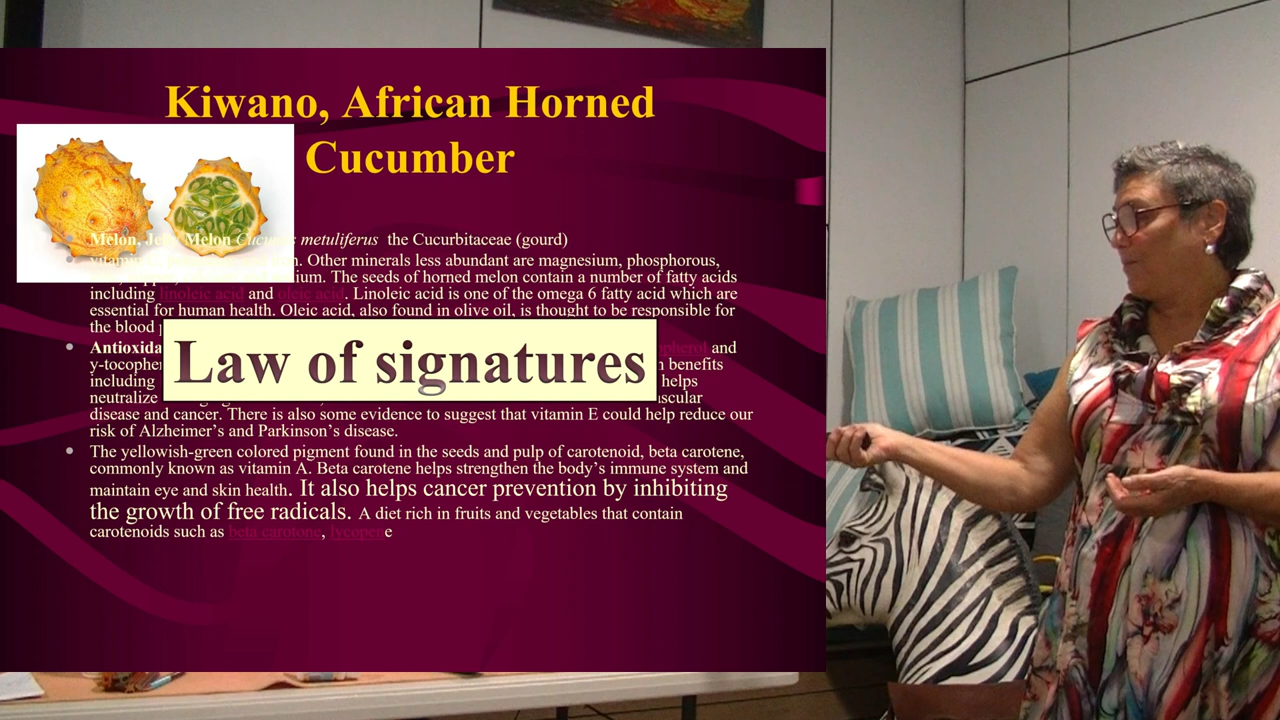 Kiwano, African Horned
Cucumber
Melon, Melon metuliferus the Cucurbitaceae (gourd)
Other minerals less abundant are magnesium, phosphorous,
The seeds of horned melon contain a number of fatty acids
including linoleic acid and oleic acid. Linoleic acid is one of the omega 6 fatty acid which are
essential for human health. Oleic acid, also found in olive oil, is thought to be responsible for
the blood
Law of signatures
and
y-tocopher benefits
including helps
neutralize
disease and cancer. There is also some evidence to suggest that vitamin E could help reduce our
risk of Alzheimer’s and Parkinson’s disease.
The yellowish-green colored pigment found in the seeds and pulp of carotenoid, beta carotene,
commonly known as vitamin A. Beta carotene helps strengthen the body’s immune system and
maintain eye and skin health. It also helps cancer prevention by inhibiting
the growth of free radicals. A diet rich in fruits and vegetables that contain
carotenoids such as beta carotone, lycopene